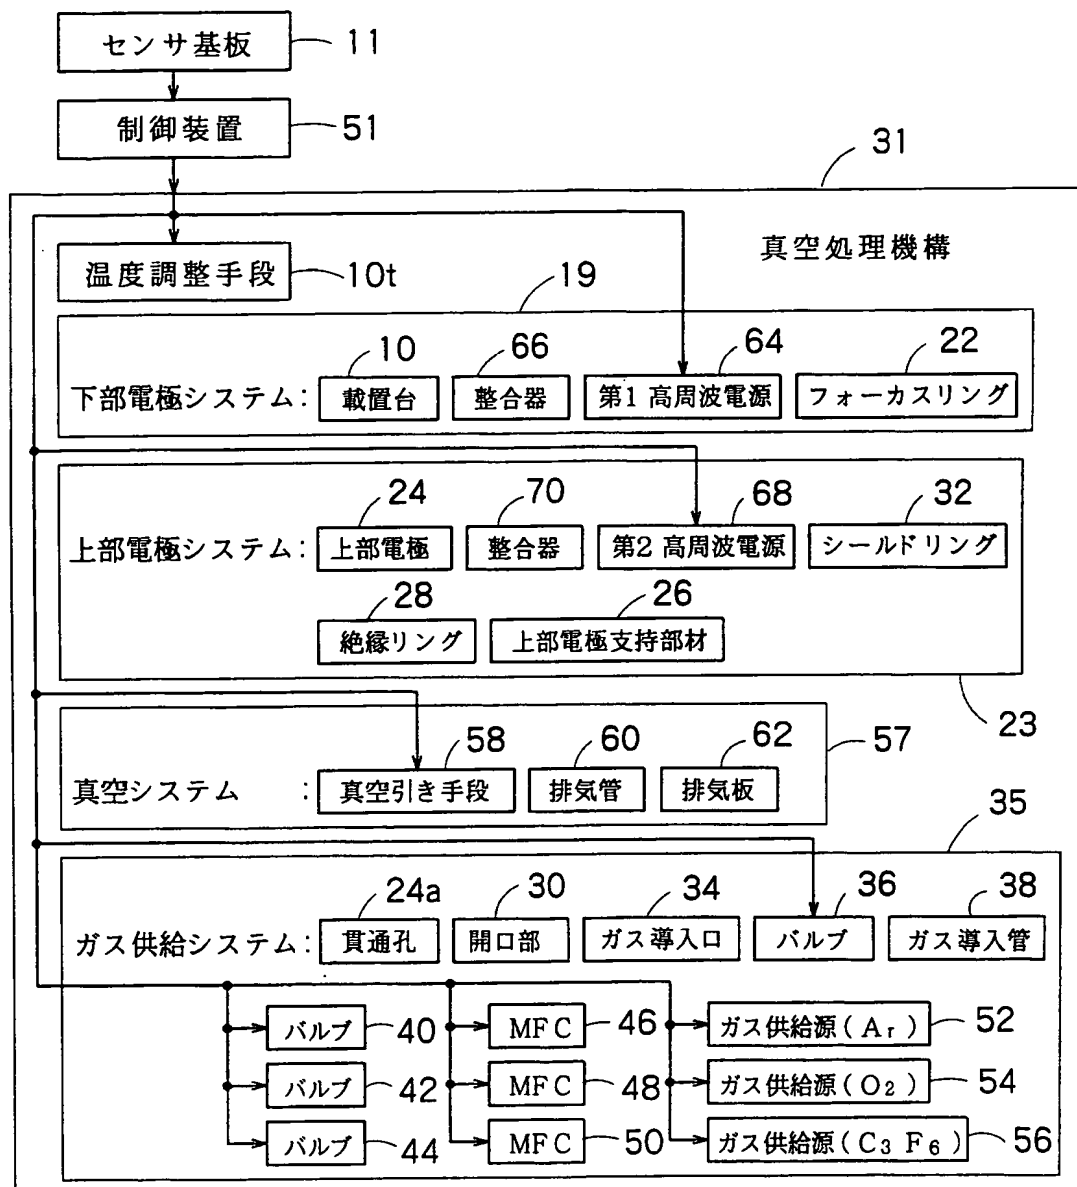 センサ基板 11
制御装置 51
31
真空処理機構
温度調整手段 10t
19
10 66 64 22
下部電極システム: 載置台 整合器 第1高周波電源 フォーカスリング
24 70 68 32
上部電極システム: 上部電極 整合器 第2高周波電源 シールドリング
28 26
絶縁リング 上部電極支持部材
23
58 60 62 57
真空システム : 真空引き手段 排気管 排気板
35
24a 30 34 36 38
ガス供給システム: 貫通孔 開口部 ガス導入口 バルブ ガス導入管
バルブ 40 MFC 46 ガス供給源(Ar) 52
バルブ 42 MFC 48 ガス供給源(O2) 54
バルブ 44 MFC 50 ガス供給源(C3 F6) 56